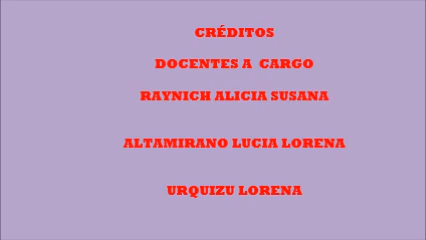 CRÉDITOS
DOCENTES A CARGO
RAYNICH ALICIA SUSANA
ALTAMIRANO LUCIA LORENA
URQUIZU LORENA